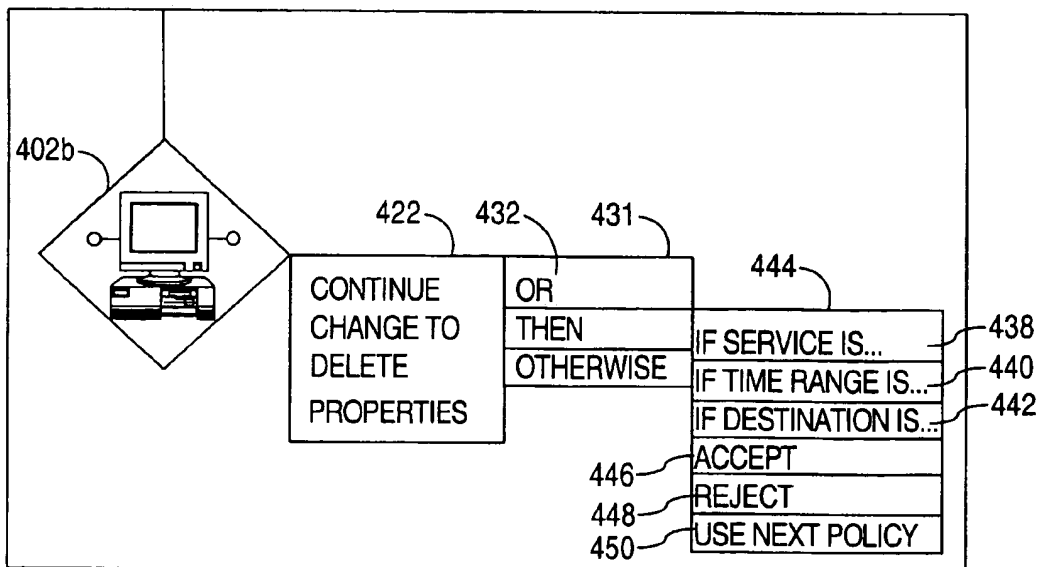 402b
422
432
431
444
CONTINUE
CHANGE TO
DELETE
PROPERTIES
OR
THEN
OTHERWISE
IF SERVICE IS...
IF TIME RANGE IS...
IF DESTINATION IS...
ACCEPT
REJECT
USE NEXT POLICY
438
440
442
446
448
450